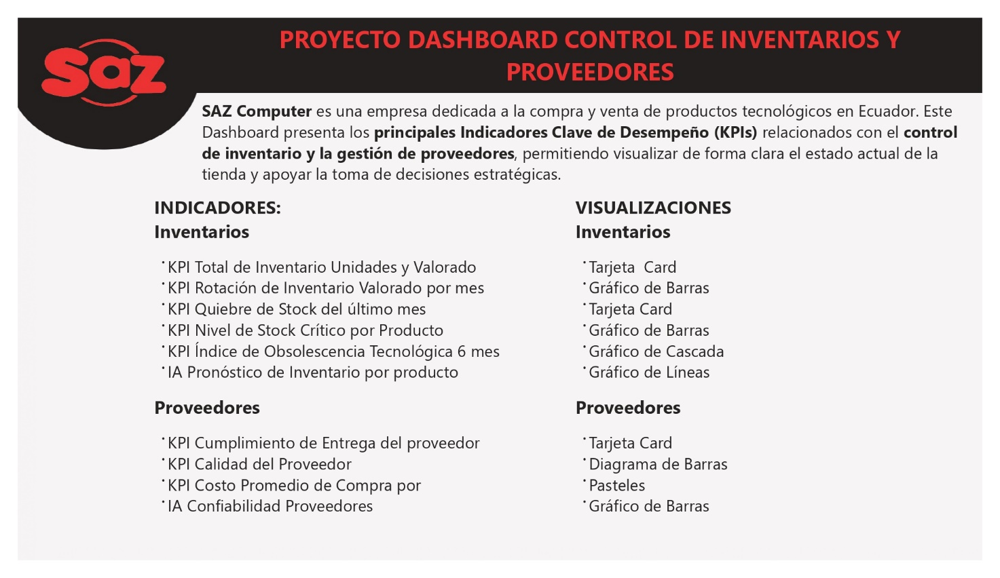 Saz
PROYECTO DASHBOARD CONTROL DE INVENTARIOS Y
PROVEEDORES
SAZ Computer es una empresa dedicada a la compra y venta de productos tecnológicos en Ecuador. Este
Dashboard presenta los principales Indicadores Clave de Desempeño (KPIs) relacionados con el control
de inventario y la gestión de proveedores, permitiendo visualizar de forma clara el estado actual de la
tienda y apoyar la toma de decisiones estratégicas.
INDICADORES:
Inventarios
· KPI Total de Inventario Unidades y Valorado
· KPI Rotación de Inventario Valorado por mes
· KPI Quiebre de Stock del último mes
· KPI Nivel de Stock Crítico por Producto
· KPI Índice de Obsolescencia Tecnológica 6 mes
· IA Pronóstico de Inventario por producto
Proveedores
· KPI Cumplimiento de Entrega del proveedor
· KPI Calidad del Proveedor
· KPI Costo Promedio de Compra por
· IA Confiabilidad Proveedores
VISUALIZACIONES
Inventarios
· Tarjeta  Card
· Gráfico de Barras
· Tarjeta Card
· Gráfico de Barras
· Gráfico de Cascada
· Gráfico de Líneas
Proveedores
· Tarjeta Card
· Diagrama de Barras
· Pasteles
· Gráfico de Barras